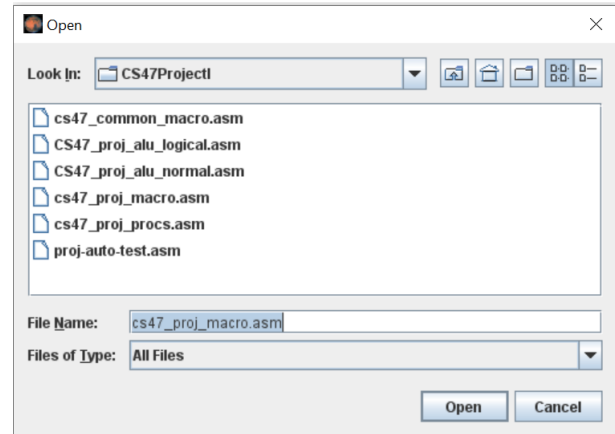 Open
Look In: CS47ProjectI
cs47_common_macro.asm
CS47_proj_alu_logical.asm
CS47_proj_alu_normal.asm
cs47_proj_macro.asm
cs47_proj_procs.asm
proj-auto-test.asm
File Name: cs47_proj_macro.asm
Files of Type: All Files
Open Cancel